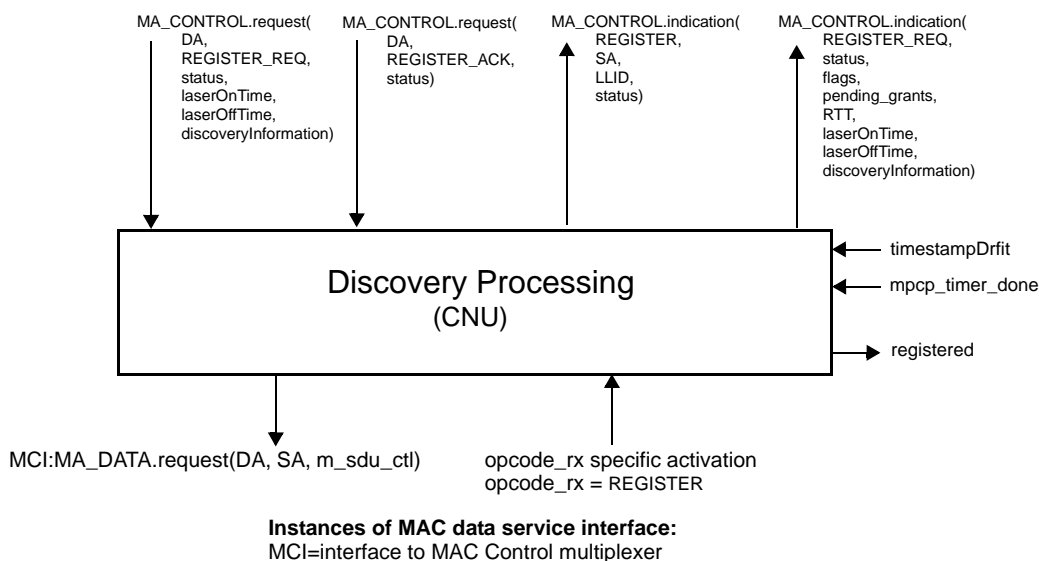 MA_CONTROL.request(
DA,
REGISTER_REQ,
status,
laserOnTime,
laserOffTime,
discoveryInformation)
MA_CONTROL.request(
DA,
REGISTER_ACK,
status)
MA_CONTROL.indication(
REGISTER,
SA,
LLID,
status)
MA_CONTROL.indication(
REGISTER_REQ,
status,
flags,
pending_grants,
RTT,
laserOnTime,
laserOffTime,
discoveryInformation)
Discovery Processing
(CNU)
timestampDrfit
mpcp_timer_done
registered
MCI:MA_DATA.request(DA, SA, m_sdu_ctl)
opcode_rx specific activation
opcode_rx = REGISTER
Instances of MAC data service interface:
MCI=interface to MAC Control multiplexer